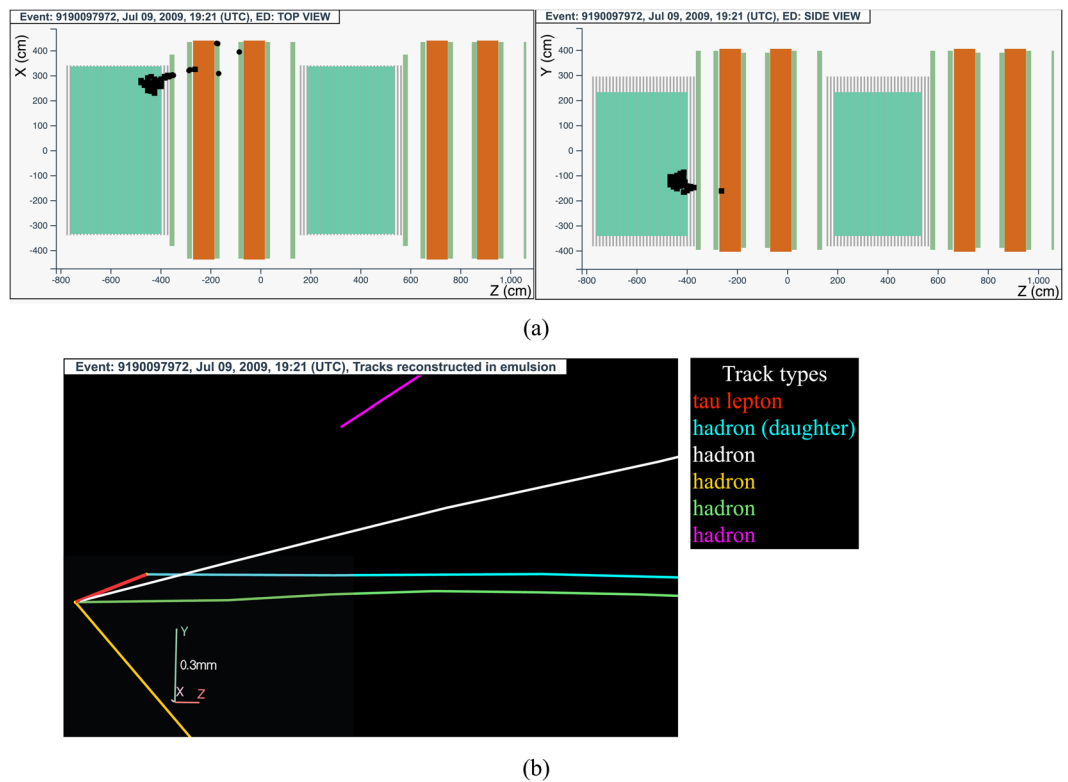 Event: 9190097972, Jul 09, 2009, 19:21 (UTC), ED: TOP VIEW
X (cm)
400
300
200
100
0
-100
-200
-300
-400
-800 -600 -400 -200 0 200 400 600 800 1,000
Z (cm)
Event: 9190097972, Jul 09, 2009, 19:21 (UTC), ED: SIDE VIEW
Y (cm)
400
300
200
100
0
-100
-200
-300
-400
-800 -600 -400 -200 0 200 400 600 800 1,000
Z (cm)
(a)
Event: 9190097972, Jul 09, 2009, 19:21 (UTC), Tracks reconstructed in emulsion
Y
0.3mm
X Z
Track types
tau lepton
hadron (daughter)
hadron
hadron
hadron
hadron
(b)